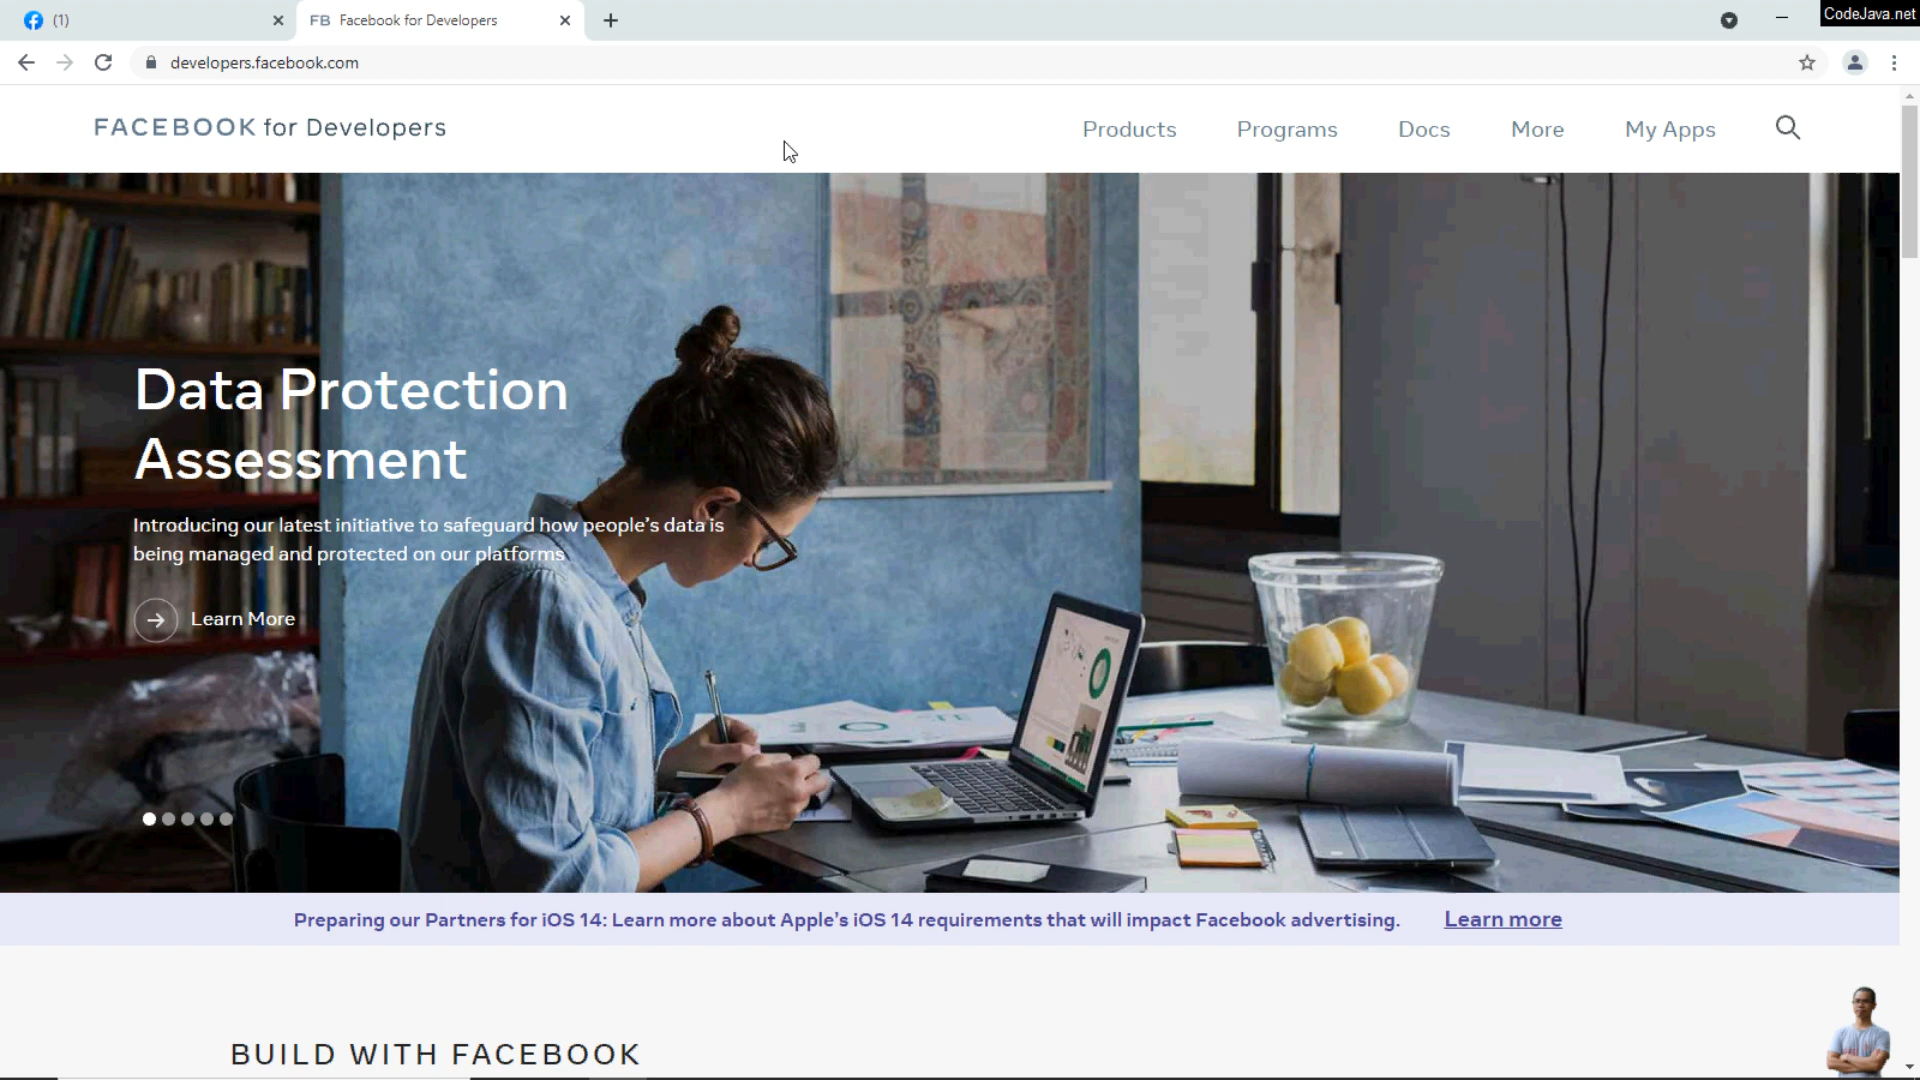 (1)
FB Facebook for Developers
CodeJava.net
developers.facebook.com
FACEBOOK for Developers
Products
Programs
Docs
More
My Apps
Data Protection
Assessment
Introducing our latest initiative to safeguard how people’s data is
being managed and protected on our platforms
Learn More
Preparing our Partners for iOS 14: Learn more about Apple’s iOS 14 requirements that will impact Facebook advertising.
Learn more
BUILD WITH FACEBOOK